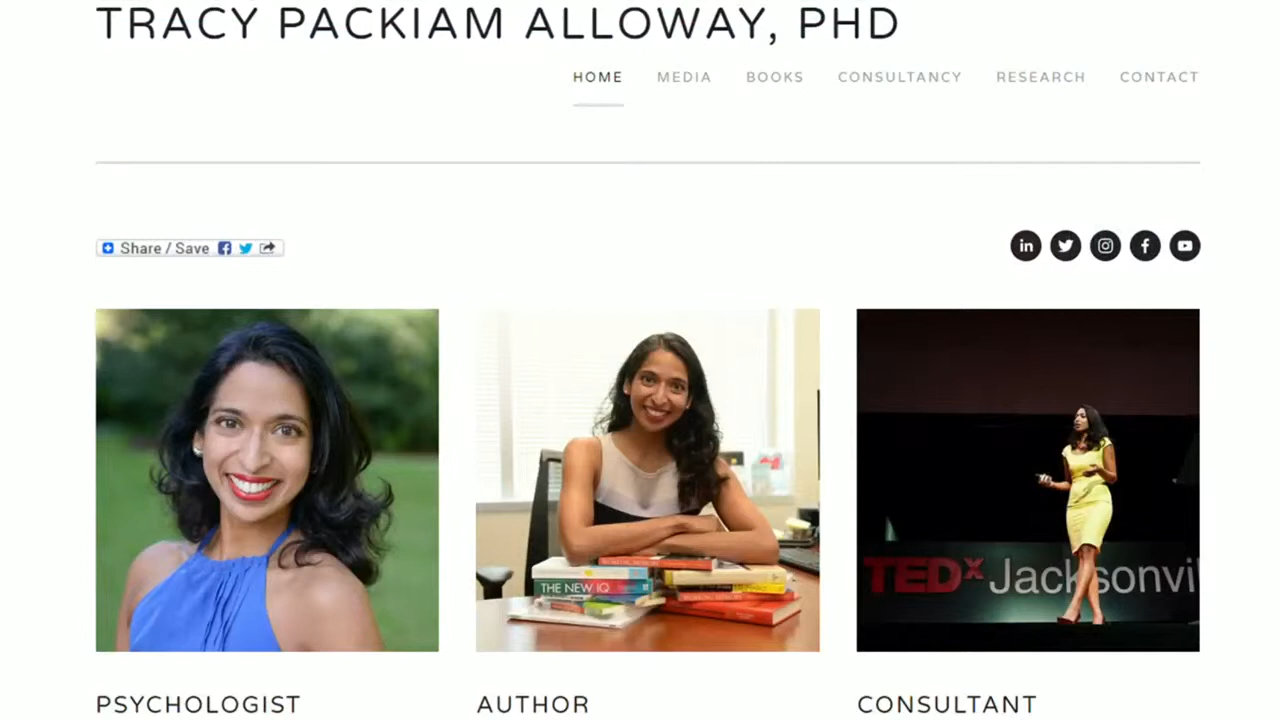 TRACY PACKIAM ALLOWAY, PHD
HOME MEDIA BOOKS CONSULTANCY RESEARCH CONTACT
Share / Save
THE NEW IQ
TEDx Jacksonvil
PSYCHOLOGIST AUTHOR CONSULTANT